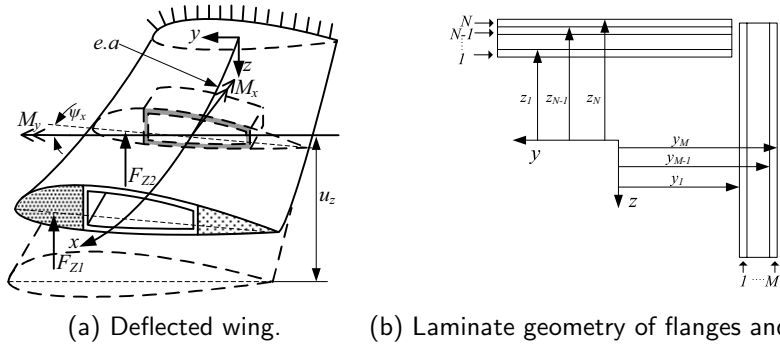 e.a
y
z
M_x
ψ_x
M_y
F_Z2
u_z
x
F_Z1
N
N-1
1
z_1
z_N-1
z_N
y
z
y_M
y_M-1
y_1
1 ···· M
(a) Deflected wing.
(b) Laminate geometry of flanges and